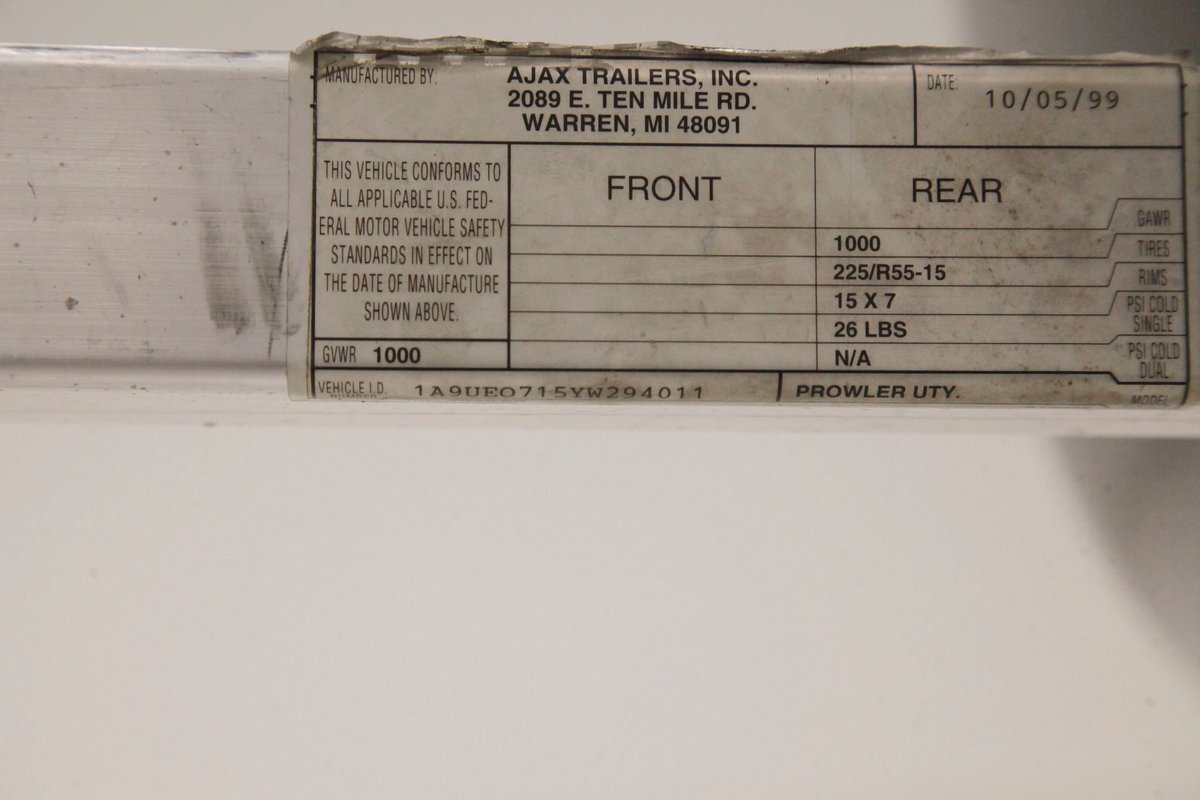 MANUFACTURED BY:
AJAX TRAILERS, INC.
2089 E. TEN MILE RD.
WARREN, MI 48091
DATE:
10/05/99
THIS VEHICLE CONFORMS TO
ALL APPLICABLE U.S. FED-
ERAL MOTOR VEHICLE SAFETY
STANDARDS IN EFFECT ON
THE DATE OF MANUFACTURE
SHOWN ABOVE.
GVWR 1000
FRONT
REAR
GAWR
1000
TIRES
225/R55-15
RIMS
15 X 7
PSI COLD
SINGLE
26 LBS
PSI COLD
DUAL
N/A
VEHICLE I.D.
1A9UEO715YW294011
PROWLER UTY.
MODEL